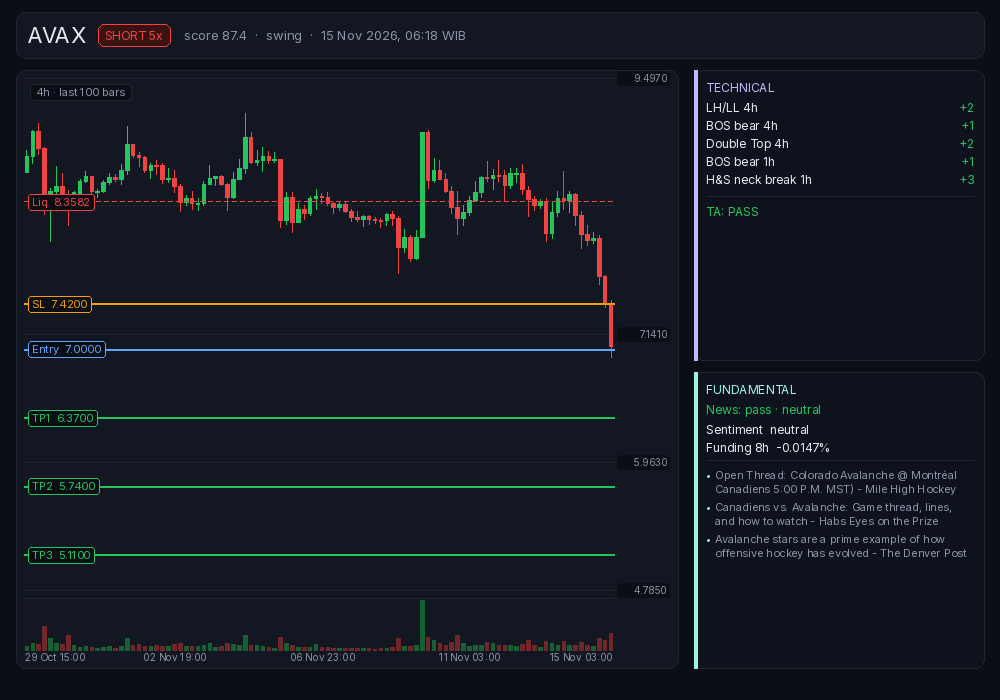 AVAX SHORT 5x score 87.4 · swing · 15 Nov 2026, 06:18 WIB
4h · last 100 bars
9.4970
Liq 8.3582
SL 7.4200
7.1410
Entry 7.0000
TP1 6.3700
5.9630
TP2 5.7400
TP3 5.1100
4.7850
29 Oct 15:00 02 Nov 19:00 06 Nov 23:00 11 Nov 03:00 15 Nov 03:00
TECHNICAL
LH/LL 4h +2
BOS bear 4h +1
Double Top 4h +2
BOS bear 1h +1
H&S neck break 1h +3
TA: PASS
FUNDAMENTAL
News: pass · neutral
Sentiment neutral
Funding 8h -0.0147%
• Open Thread: Colorado Avalanche @ Montréal
Canadiens 5:00 P.M. MST) - Mile High Hockey
• Canadiens vs. Avalanche: Game thread, lines,
and how to watch - Habs Eyes on the Prize
• Avalanche stars are a prime example of how
offensive hockey has evolved - The Denver Post